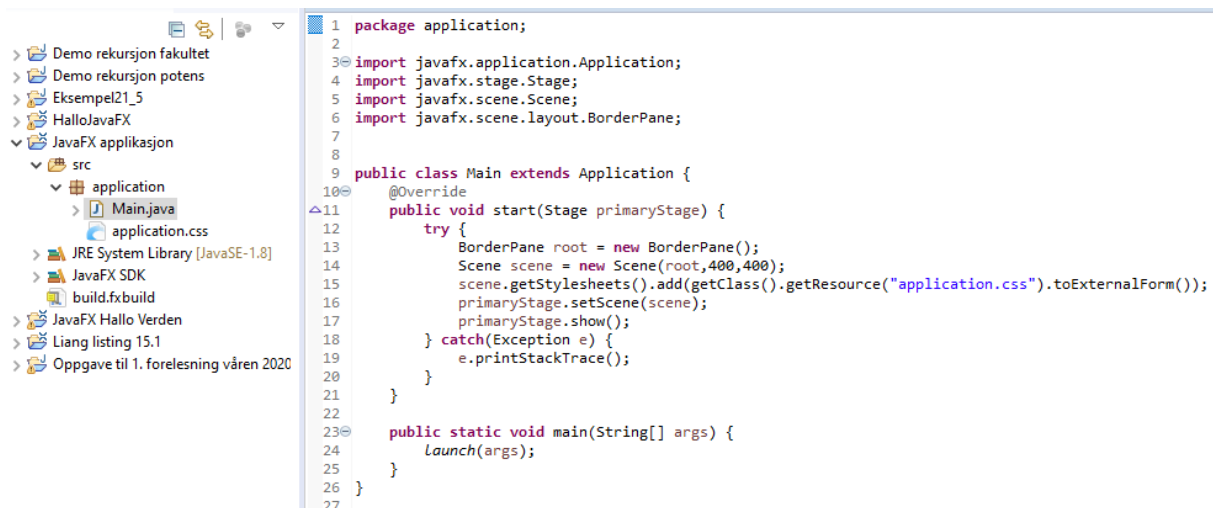 Demo rekursjon fakultet
Demo rekursjon potens
Eksempel21_5
HalloJavaFX
JavaFX applikasjon
src
application
Main.java
application.css
JRE System Library [JavaSE-1.8]
JavaFX SDK
build.fxbuild
JavaFX Hallo Verden
Liang listing 15.1
Oppgave til 1. forelesning våren 2020
1 package application;
2
3 import javafx.application.Application;
4 import javafx.stage.Stage;
5 import javafx.scene.Scene;
6 import javafx.scene.layout.BorderPane;
7
8
9 public class Main extends Application {
10     @Override
11     public void start(Stage primaryStage) {
12         try {
13             BorderPane root = new BorderPane();
14             Scene scene = new Scene(root,400,400);
15             scene.getStylesheets().add(getClass().getResource("application.css").toExternalForm());
16             primaryStage.setScene(scene);
17             primaryStage.show();
18         } catch(Exception e) {
19             e.printStackTrace();
20         }
21     }
22
23     public static void main(String[] args) {
24         launch(args);
25     }
26 }
27